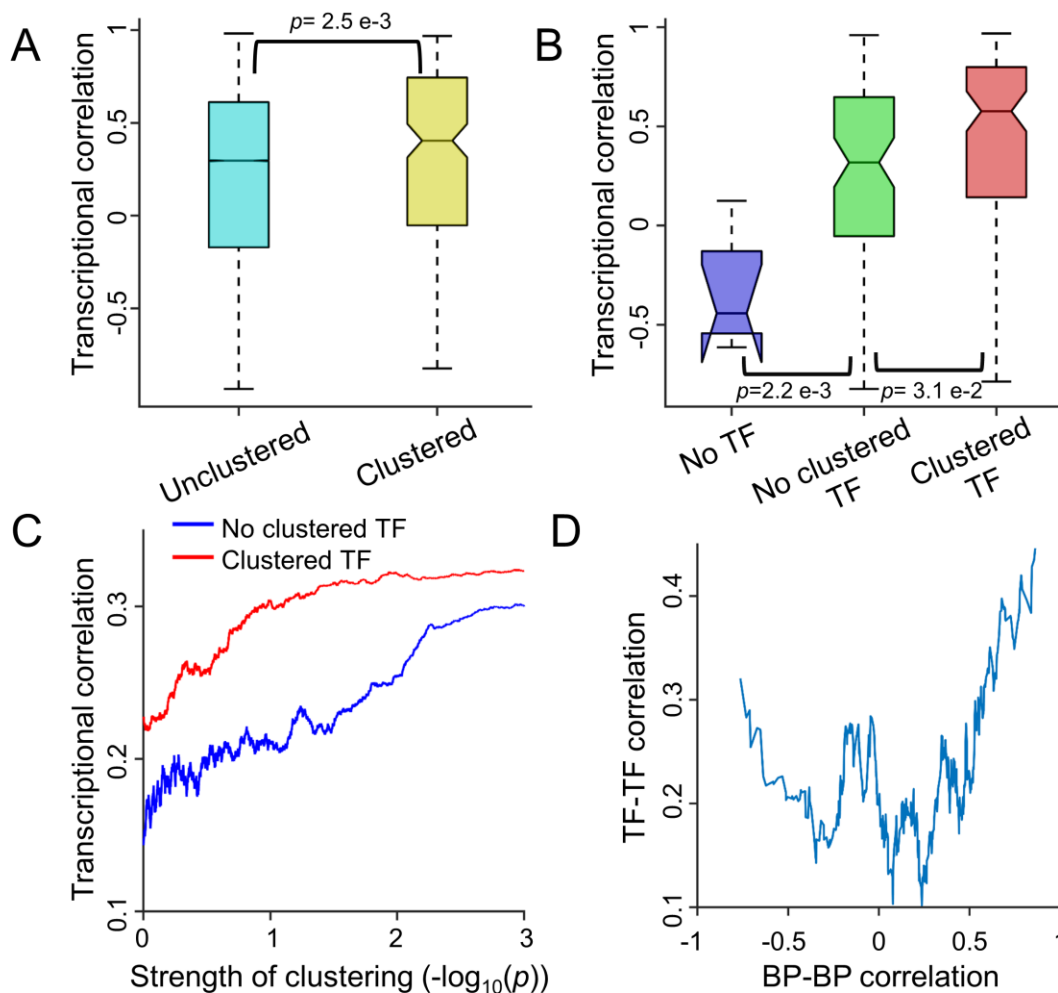 A
Transcriptional correlation
1
0.5
0
-0.5
p= 2.5 e-3
Unclustered
Clustered
B
Transcriptional correlation
1
0.5
0
-0.5
p=2.2 e-3
p= 3.1 e-2
No TF
No clustered
TF
Clustered
TF
C
No clustered TF
Clustered TF
Transcriptional correlation
0.3
0.2
0.1
0
1
2
3
Strength of clustering (-log10(p))
D
TF-TF correlation
0.4
0.3
0.2
0.1
-1
-0.5
0
0.5
1
BP-BP correlation